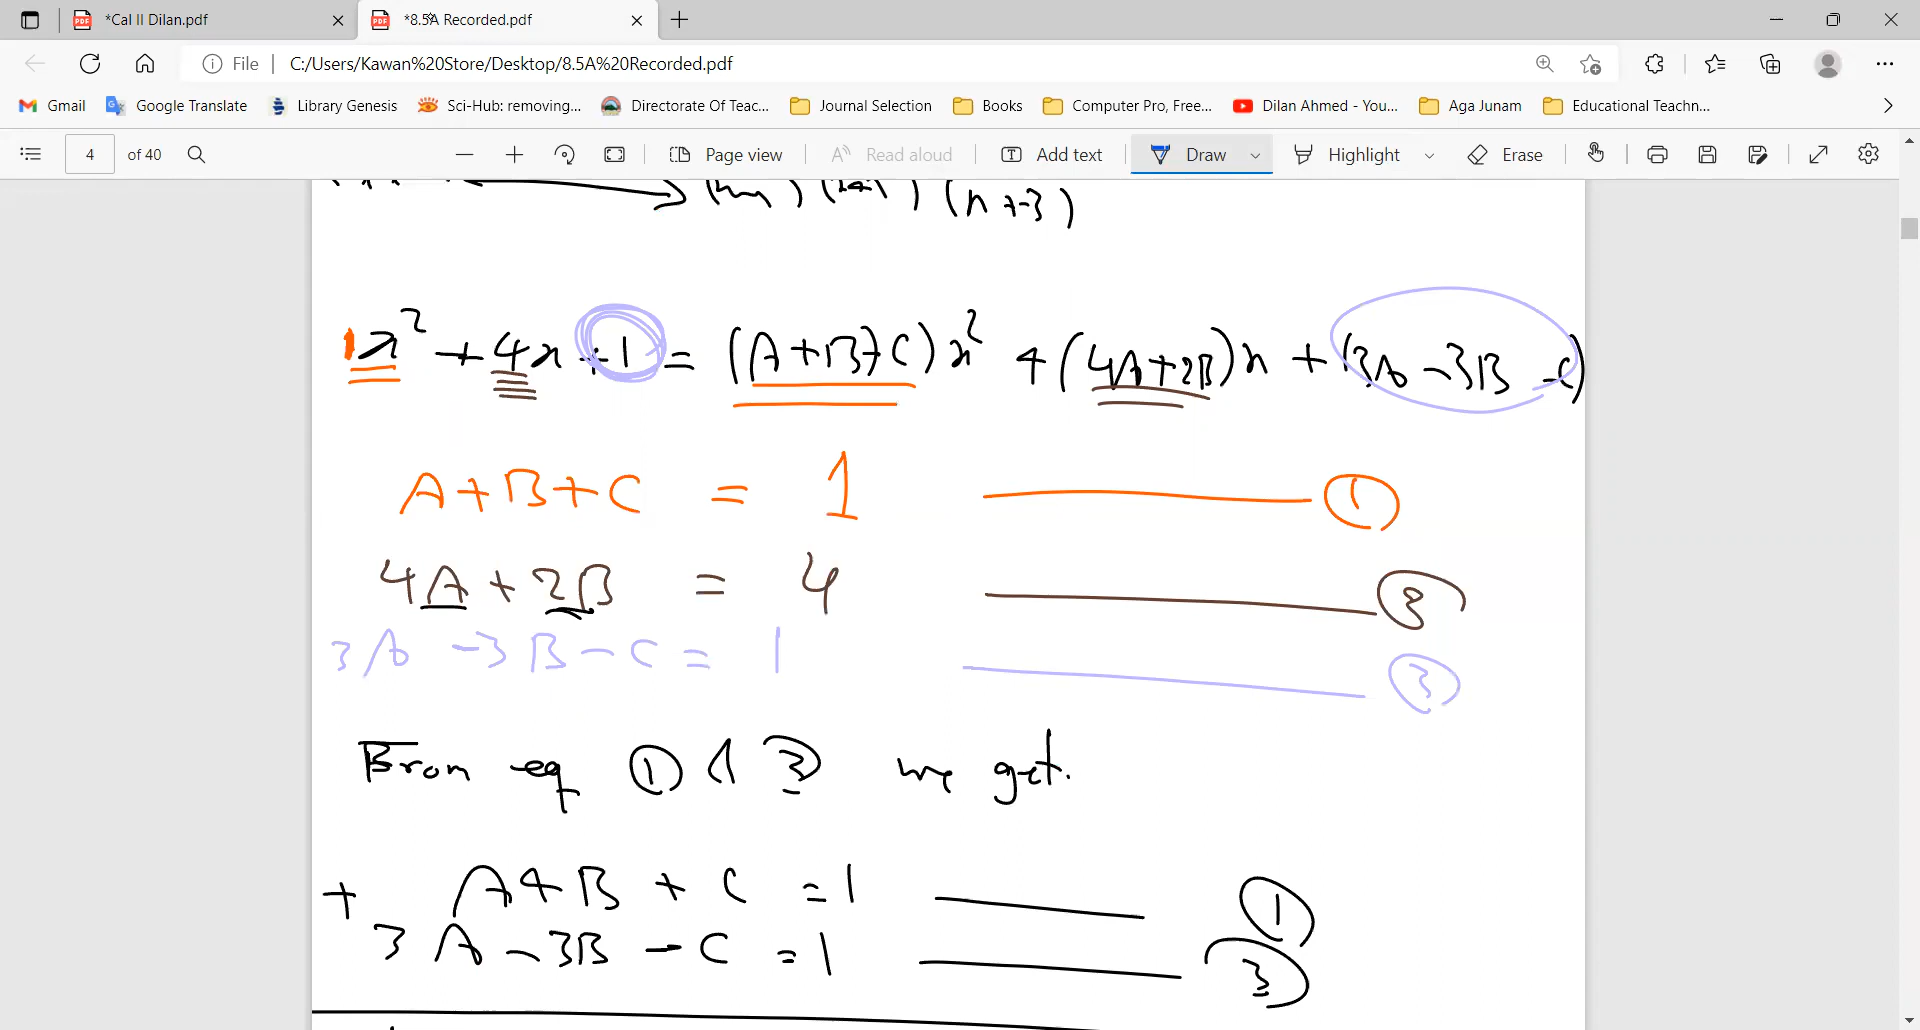 *Cal II Dilan.pdf
*8.5A Recorded.pdf
File
C:/Users/Kawan%20Store/Desktop/8.5A%20Recorded.pdf
Gmail
Google Translate
Library Genesis
Sci-Hub: removing...
Directorate Of Teac...
Journal Selection
Books
Computer Pro, Free...
Dilan Ahmed - You...
Aga Junam
Educational Teachn...
4 of 40
Page view
Read aloud
Add text
Draw
Highlight
Erase
(x+3)
1x² + 4x + 1 = (A+B+C)x² + (4A+2B)x + (3A-3B-C)
A+B+C = 1 ——— ①
4A+2B = 4 ———
3A-3B-C = 1 ——— ③
From eq ① & ③ we get.
+ A+B+C=1 ——— ①
3A-3B-C=1 ——— ③